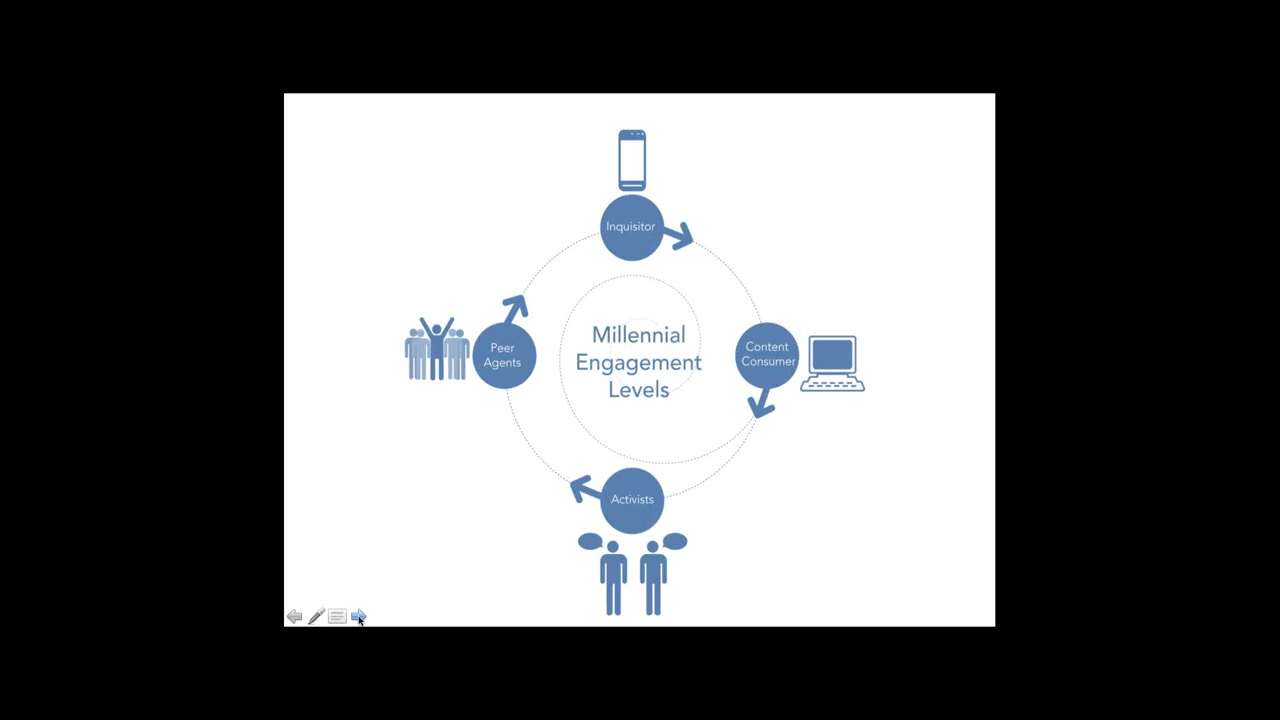 Inquisitor
Millennial
Engagement
Levels
Content
Consumer
Peer
Agents
Activists